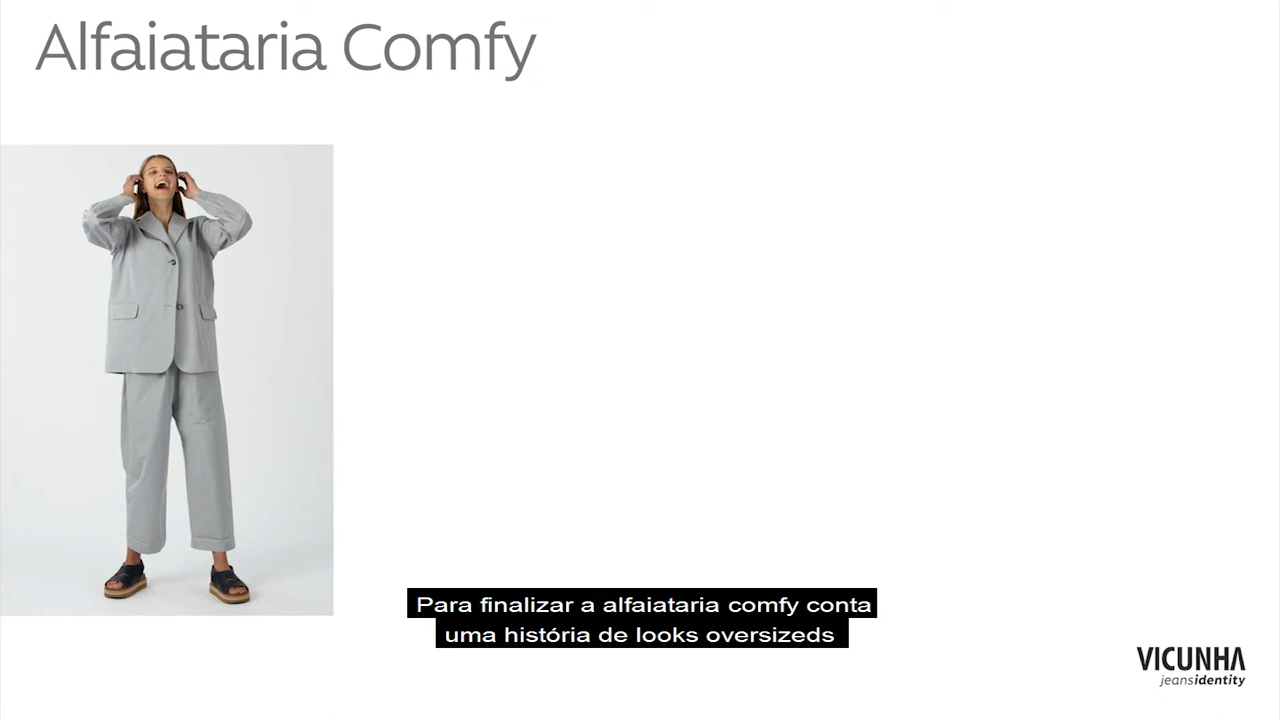 Alfaiataria Comfy
Para finalizar a alfaiataria comfy conta
uma história de looks oversizeds
VICUNHA
jeansidentity